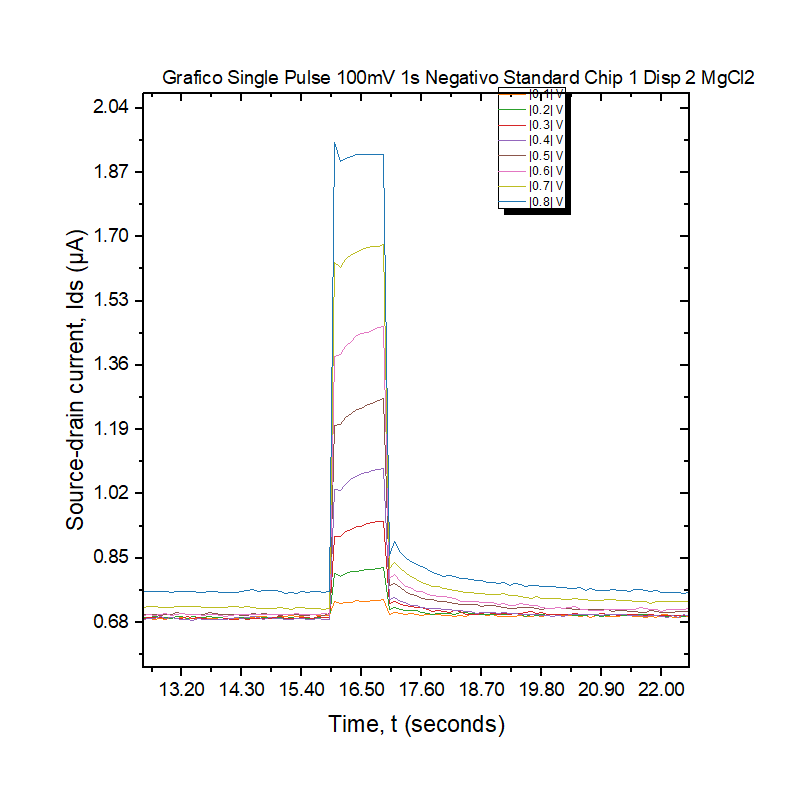 Grafico Single Pulse 100mV 1s Negativo Standard Chip 1 Disp 2 MgCl2
|0.1| V
|0.2| V
|0.3| V
|0.4| V
|0.5| V
|0.6| V
|0.7| V
|0.8| V
Source-drain current, Ids (µA)
2.04
1.87
1.70
1.53
1.36
1.19
1.02
0.85
0.68
13.20 14.30 15.40 16.50 17.60 18.70 19.80 20.90 22.00
Time, t (seconds)